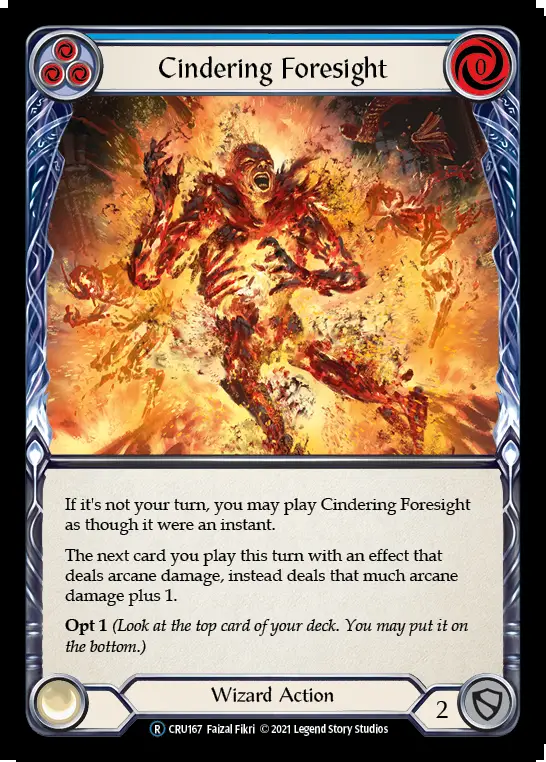 Cindering Foresight
0
If it's not your turn, you may play Cindering Foresight
as though it were an instant.
The next card you play this turn with an effect that
deals arcane damage, instead deals that much arcane
damage plus 1.
Opt 1 (Look at the top card of your deck. You may put it on
the bottom.)
Wizard Action
2
R CRU167 Faizal Fikri © 2021 Legend Story Studios